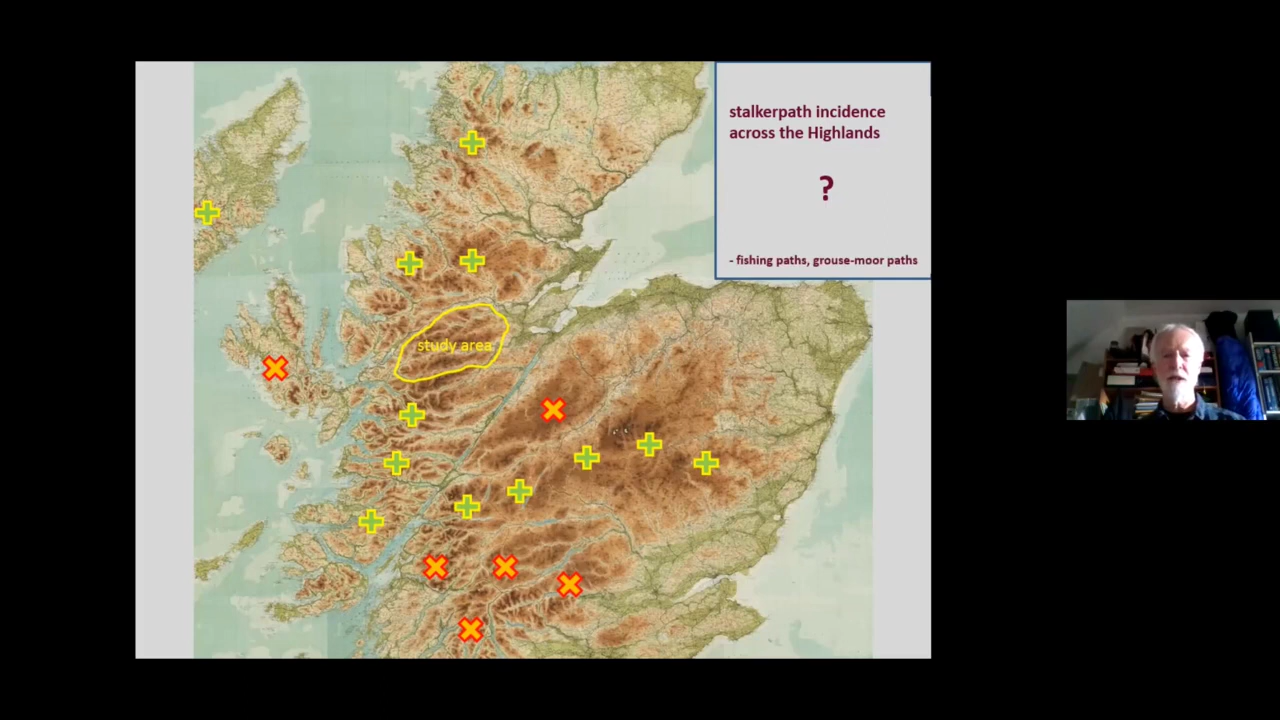 stalkerpath incidence
across the Highlands
?
- fishing paths, grouse-moor paths
study area